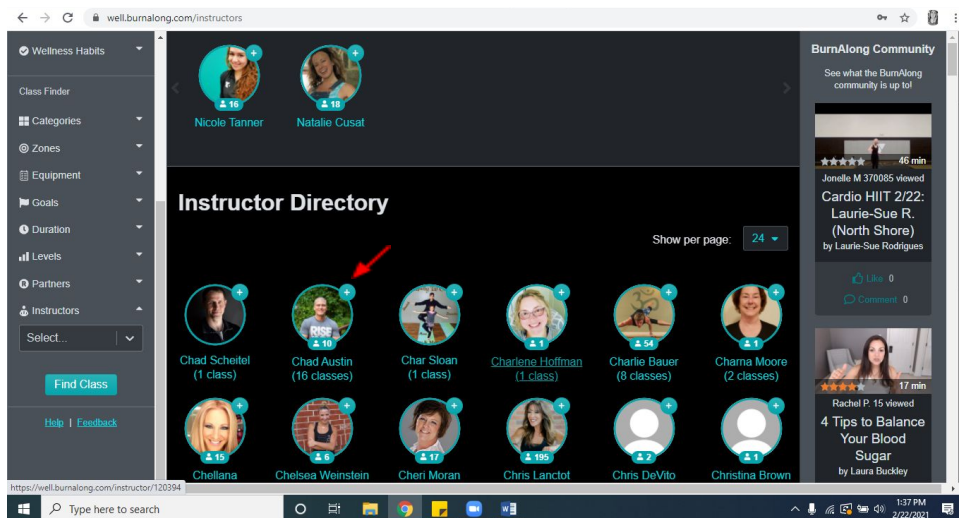 well.burnalong.com/instructors
Wellness Habits
Class Finder
Categories
Zones
Equipment
Goals
Duration
Levels
Partners
Instructors
Select...
Find Class
Help | Feedback
16
18
Nicole Tanner
Natalie Cusat
Instructor Directory
Show per page: 24
RISE
10
1
54
1
Chad Scheitel
(1 class)
Chad Austin
(16 classes)
Char Sloan
(1 class)
Charlene Hoffman
(1 class)
Charlie Bauer
(8 classes)
Charna Moore
(2 classes)
15
6
17
195
2
1
Chellana
Chelsea Weinstein
Cheri Moran
Chris Lanctot
Chris DeVito
Christina Brown
BurnAlong Community
See what the BurnAlong
community is up to!
46 min
Jonelle M 370085 viewed
Cardio HIIT 2/22:
Laurie-Sue R.
(North Shore)
by Laurie-Sue Rodrigues
Like 0
Comment 0
17 min
Rachel P. 15 viewed
4 Tips to Balance
Your Blood
Sugar
by Laura Buckley
https://well.burnalong.com/instructor/120394
Type here to search
1:37 PM
2/22/2021